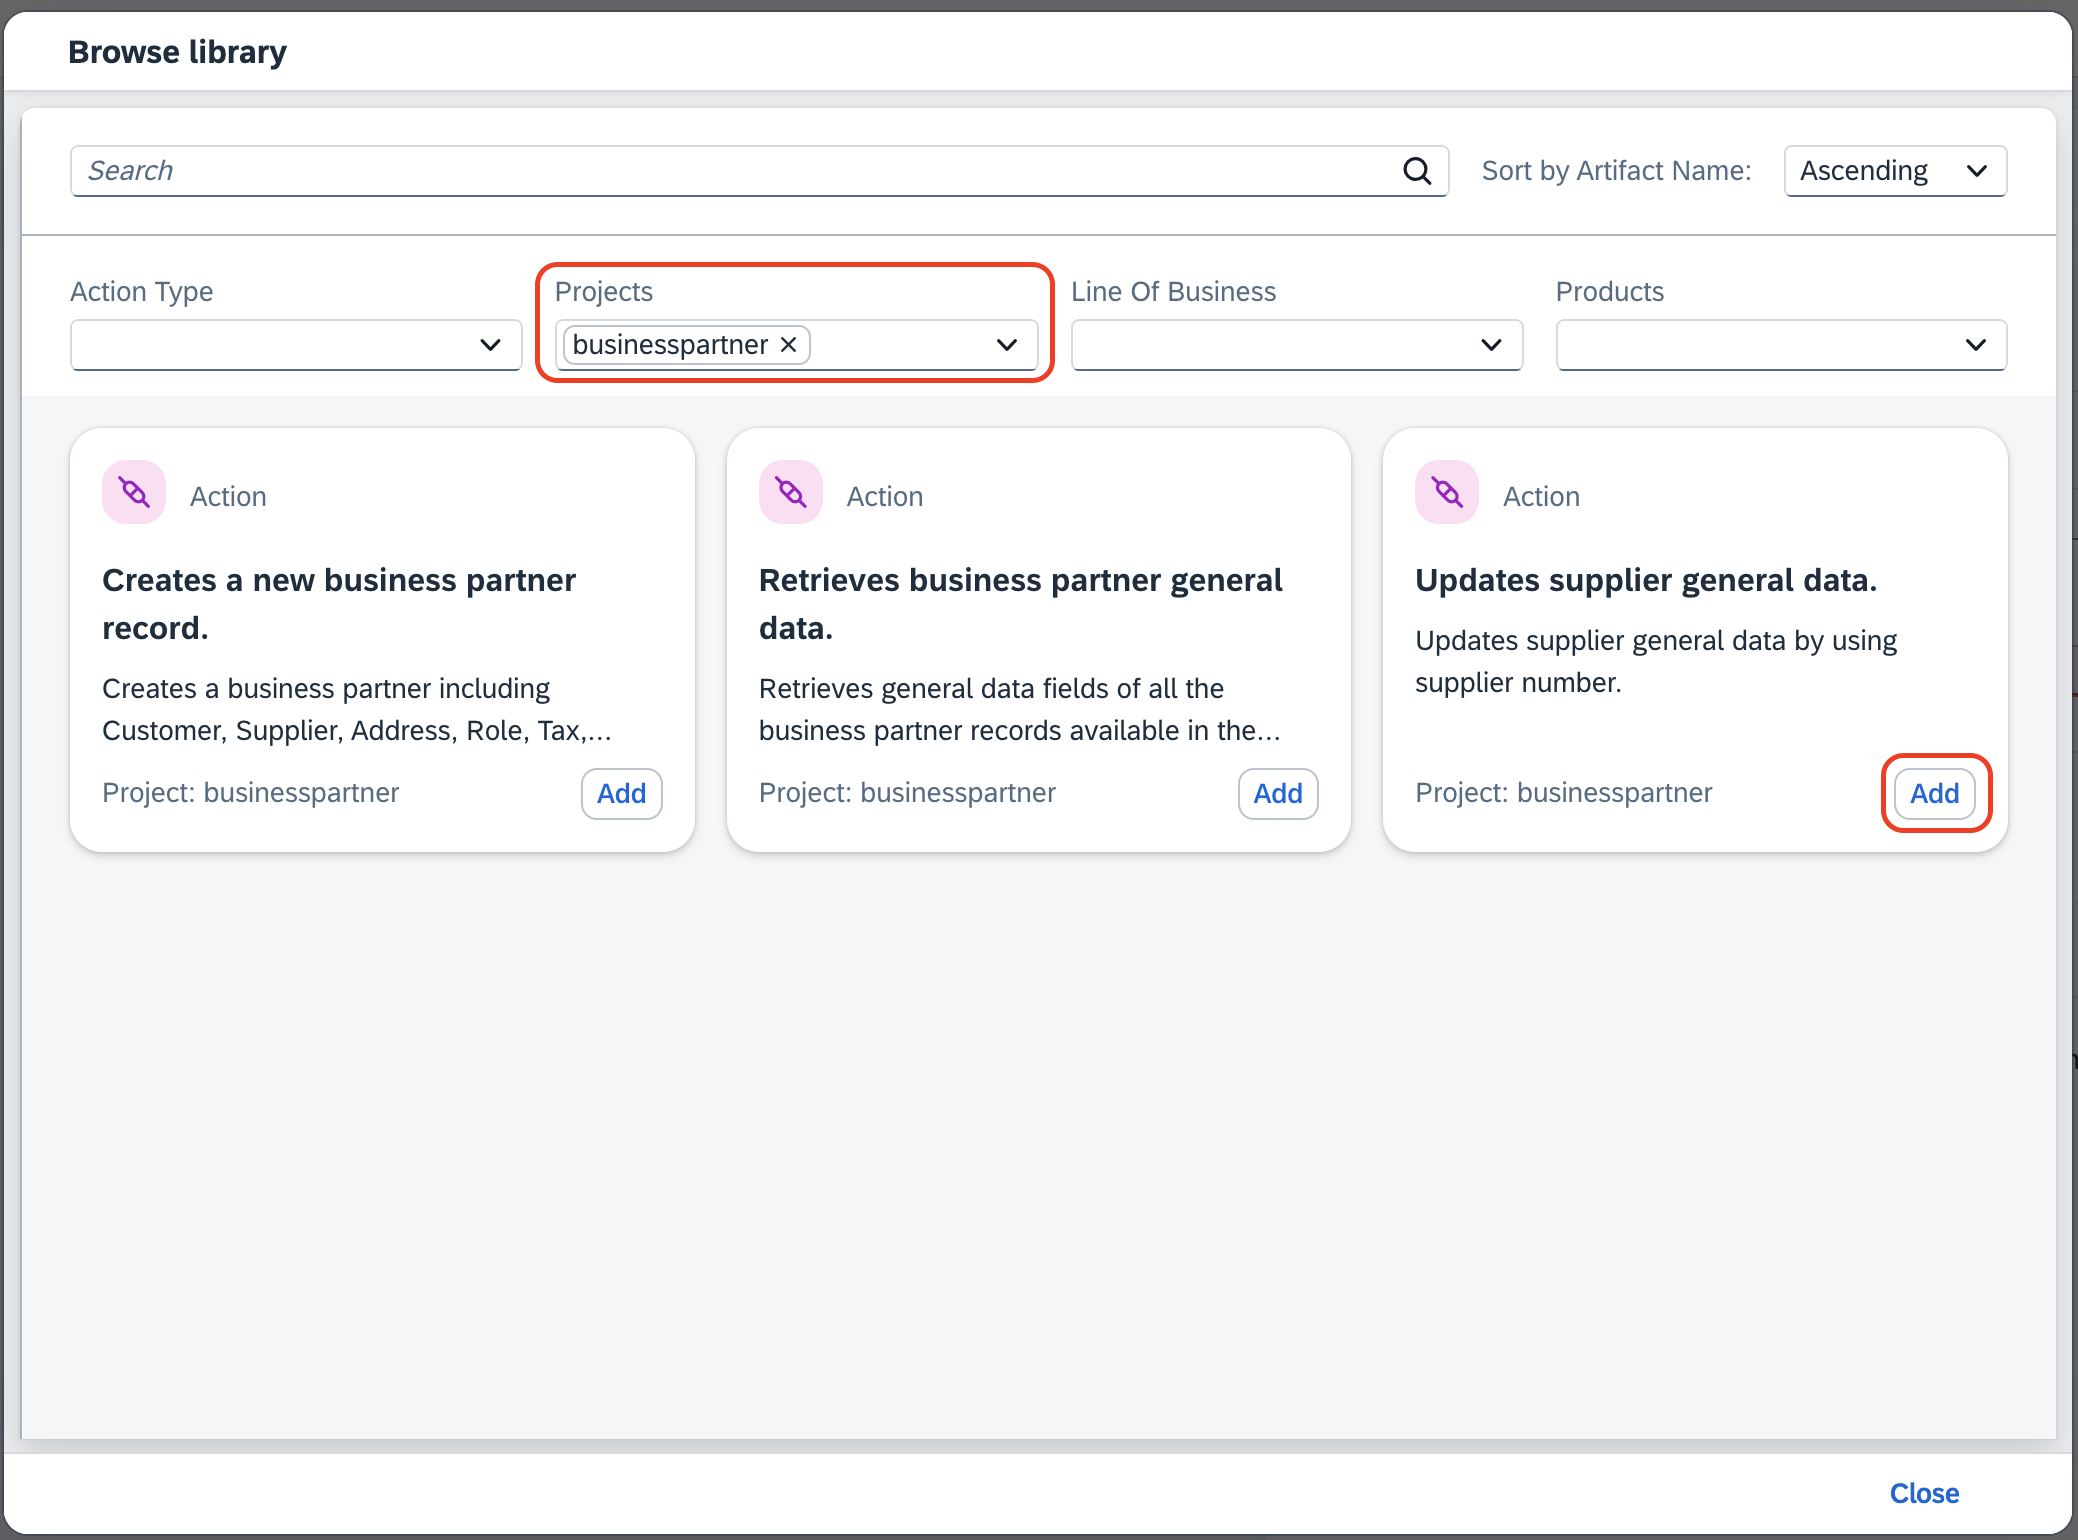 Browse library
Search
Sort by Artifact Name:
Ascending
Action Type
Projects
Line Of Business
Products
businesspartner
Action
Creates a new business partner
record.
Creates a business partner including
Customer, Supplier, Address, Role, Tax,...
Project: businesspartner
Add
Action
Retrieves business partner general
data.
Retrieves general data fields of all the
business partner records available in the...
Project: businesspartner
Add
Action
Updates supplier general data.
Updates supplier general data by using
supplier number.
Project: businesspartner
Add
Close